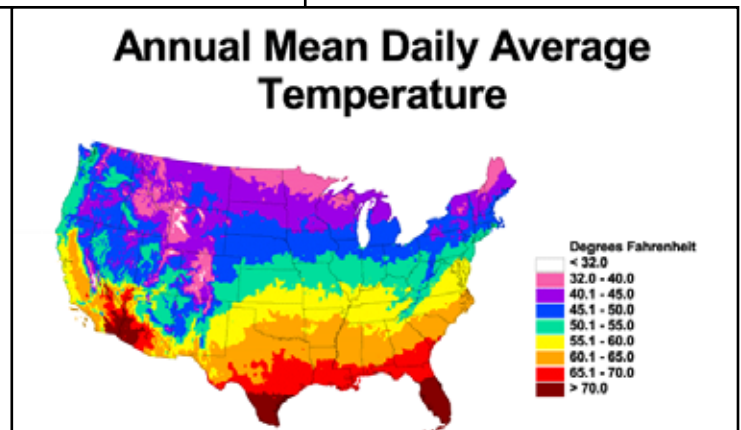 Annual Mean Daily Average
Temperature
Degrees Fahrenheit
< 32.0
32.0 - 40.0
40.1 - 45.0
45.1 - 50.0
50.1 - 55.0
55.1 - 60.0
60.1 - 65.0
65.1 - 70.0
> 70.0